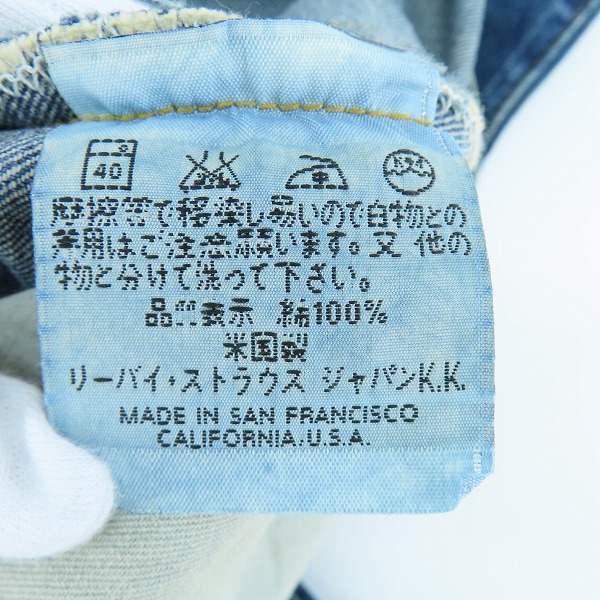 40
摩擦等で移染し易いので白物との
着用はご注意願います。又 他の
物と分けて洗って下さい。
品質表示 綿100%
米国製
リーバイ・ストラウス ジャパンK.K.
MADE IN SAN FRANCISCO
CALIFORNIA.U.S.A.